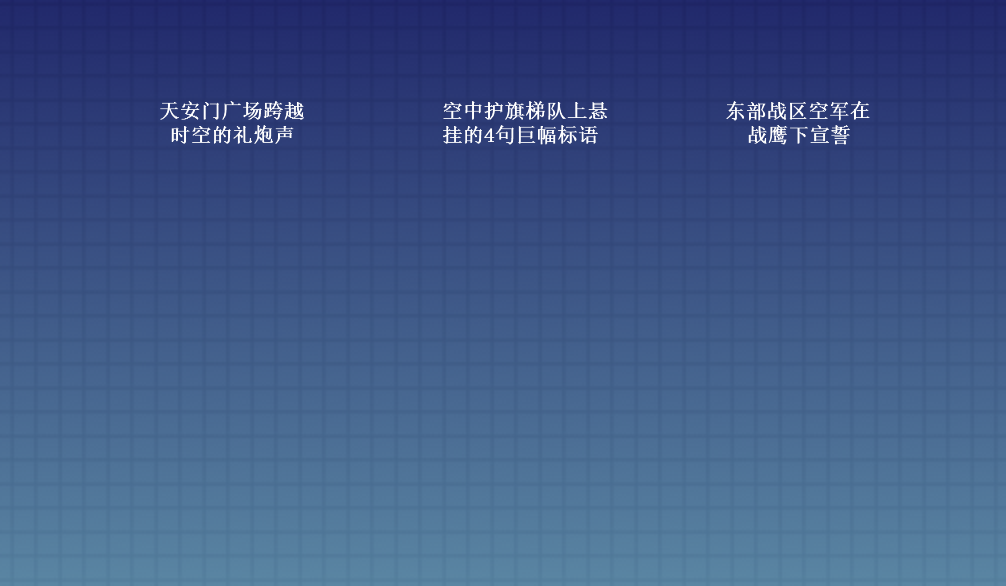 天安门广场跨越
时空的礼炮声
空中护旗梯队上悬
挂的4句巨幅标语
东部战区空军在
战鹰下宣誓